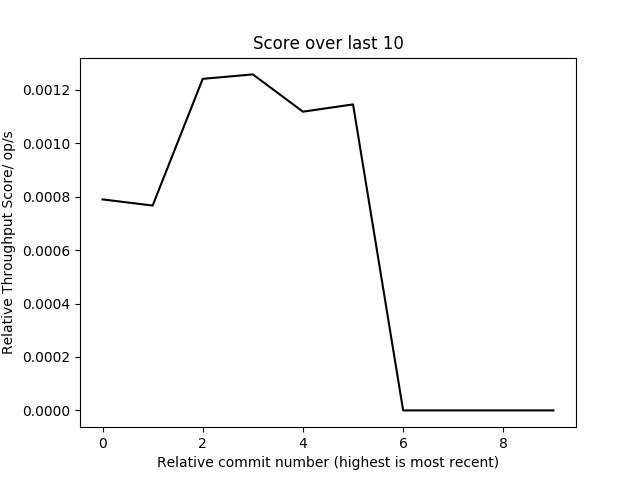 Score over last 10
Relative Throughput Score/ op/s
0.0012
0.0010
0.0008
0.0006
0.0004
0.0002
0.0000
0 2 4 6 8
Relative commit number (highest is most recent)